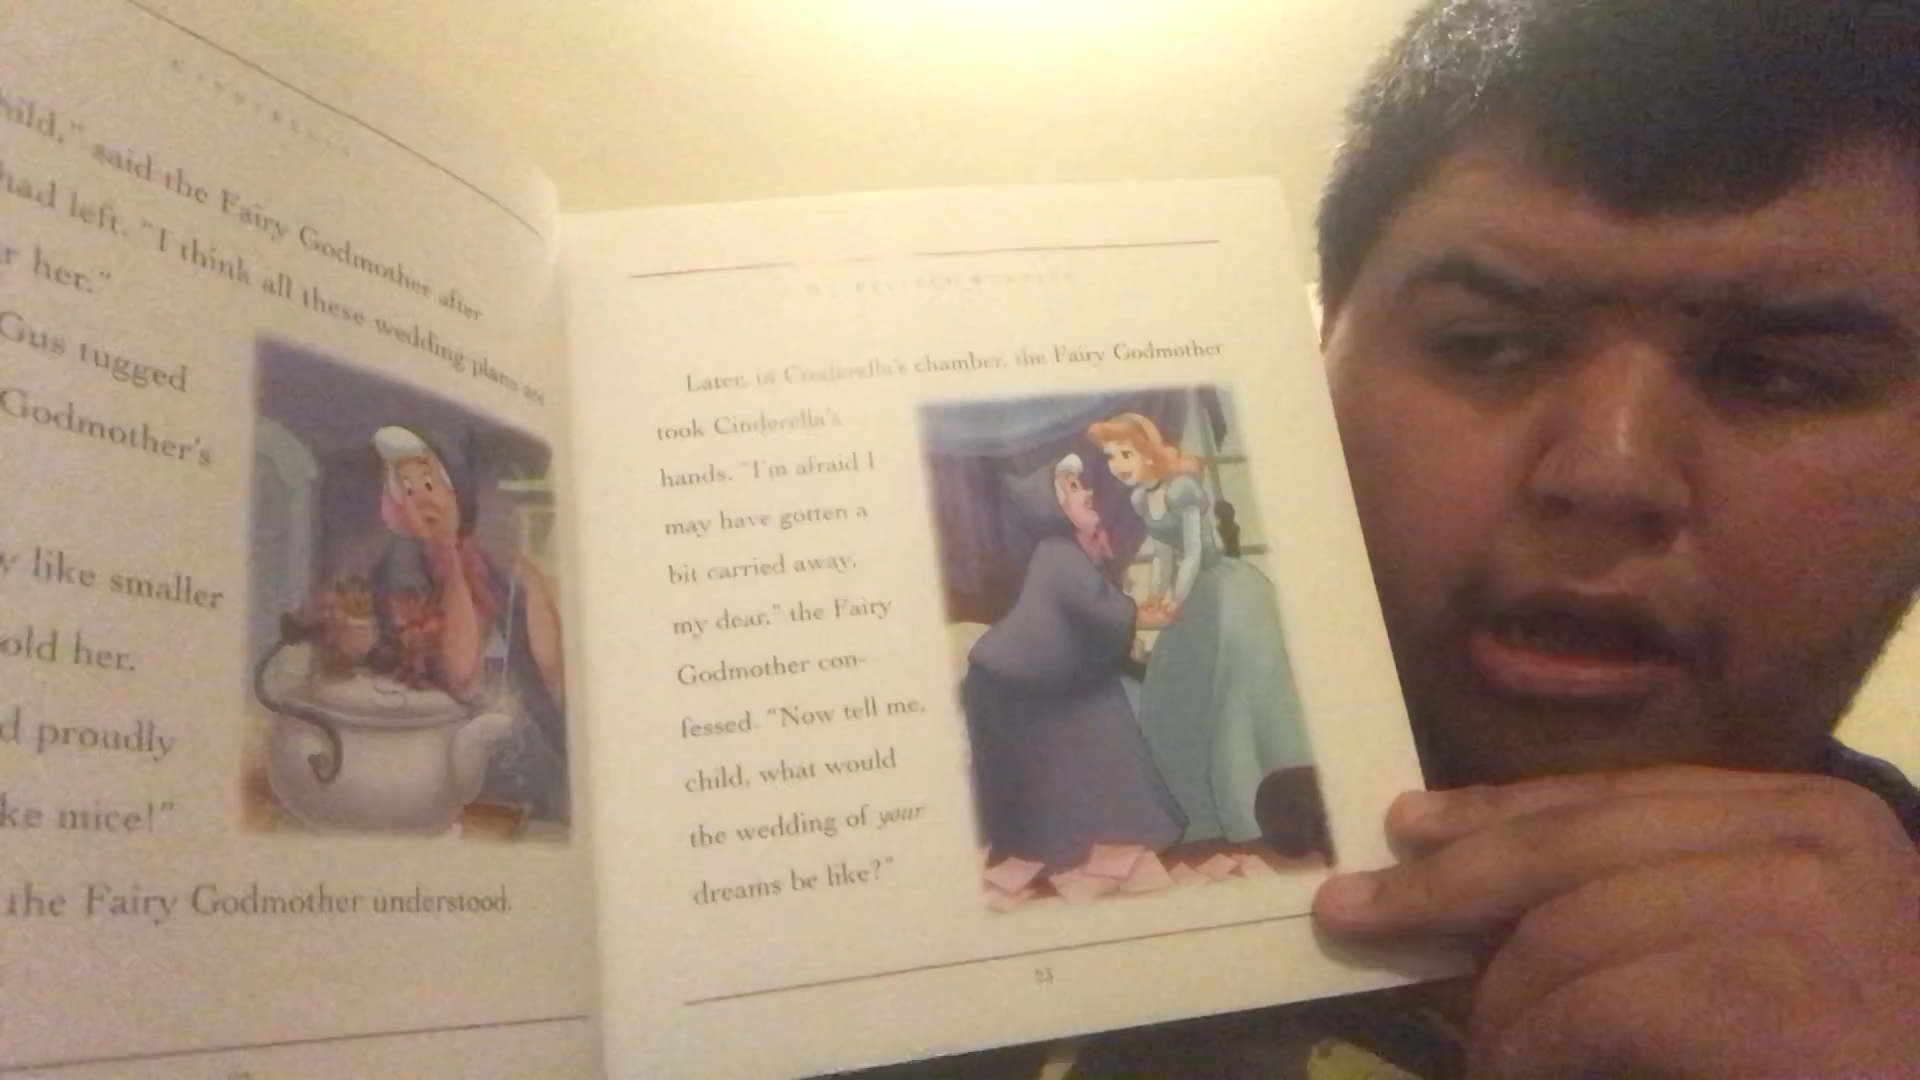 CINDERELLA
hild," said the Fairy Godmother after
had left. "I think all these wedding plans are
r her."
Gus tugged
Godmother's
y like smaller
old her.
d proudly
ke mice!"
the Fairy Godmother understood.
Later, in Cinderella's chamber, the Fairy Godmother
took Cinderella's
hands. "I'm afraid I
may have gotten a
bit carried away,
my dear," the Fairy
Godmother con-
fessed. "Now tell me,
child, what would
the wedding of your
dreams be like?"
25